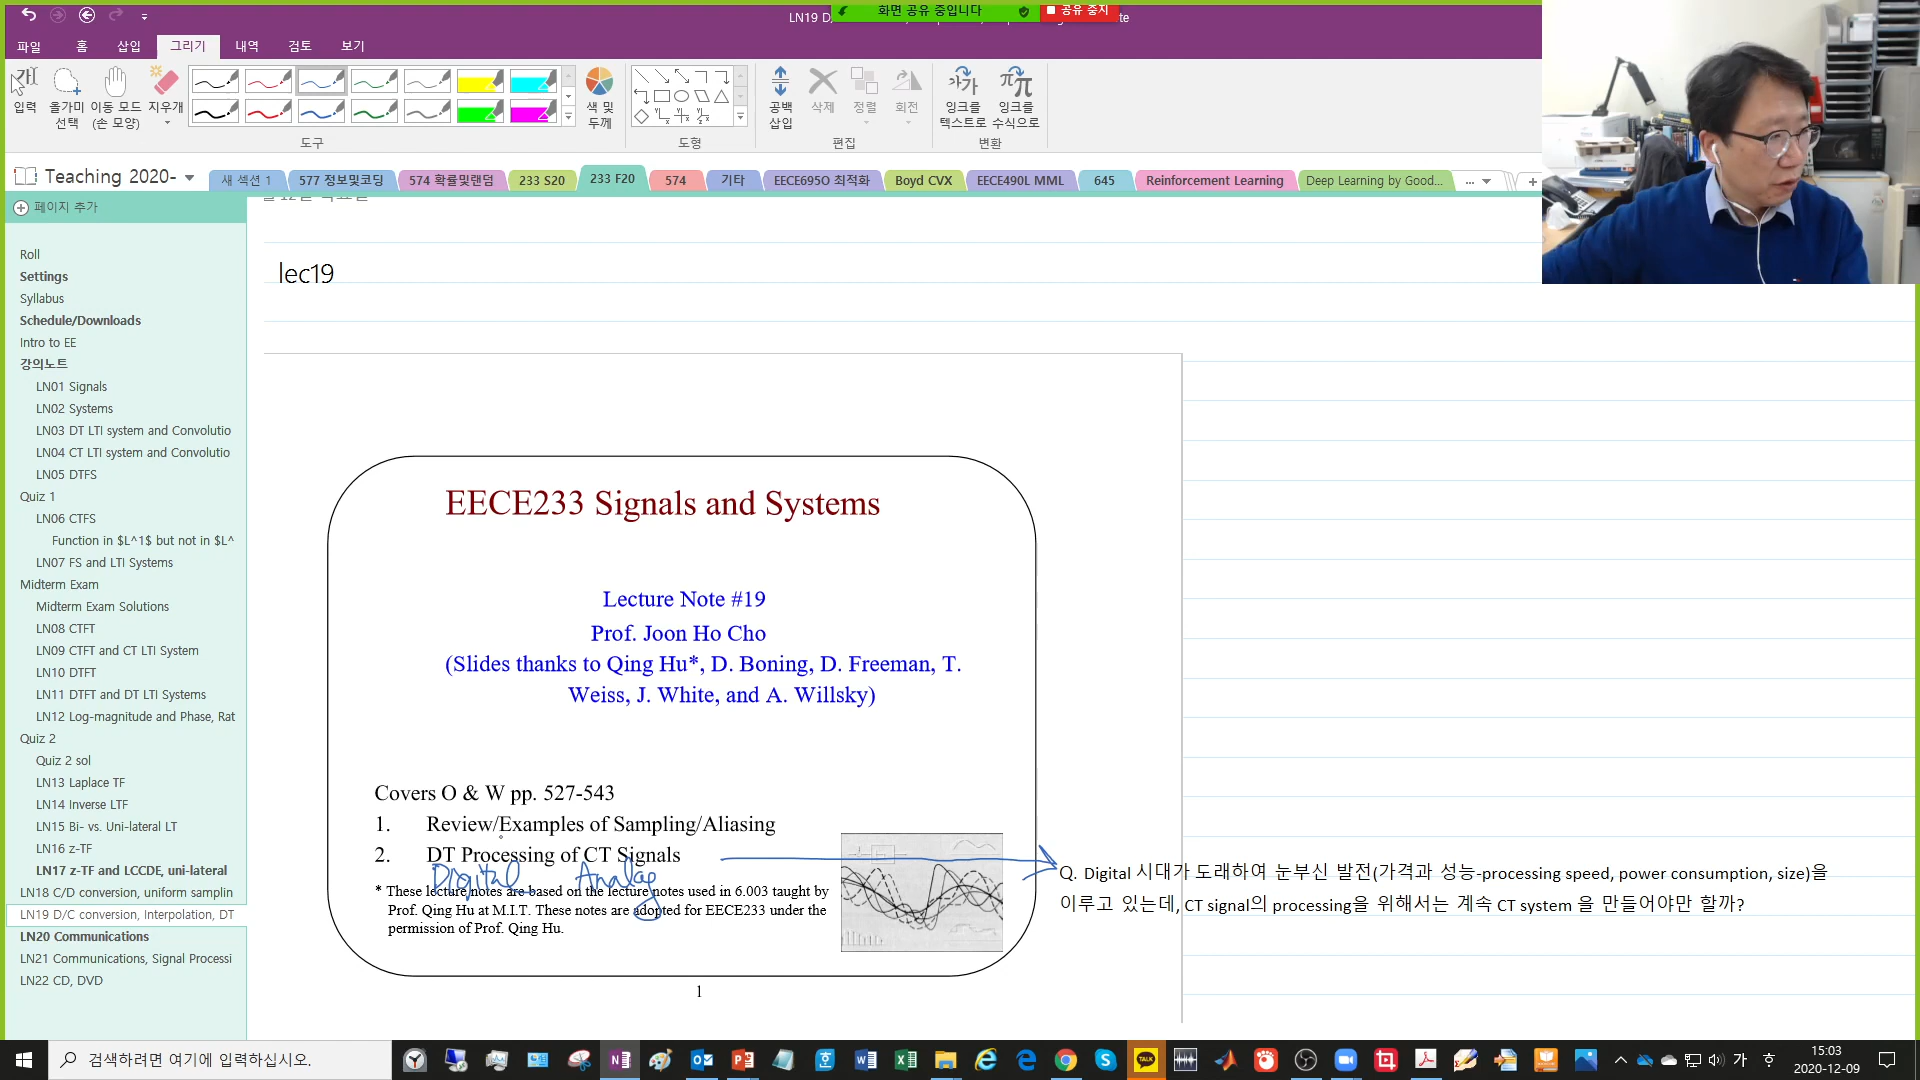 LN19 D
화면 공유 중입니다
공유 중지
te
파일 홈 삽입 그리기 내역 검토 보기
입력
올가미 선택
이동 모드 (손 모양)
지우개
색 및 두께
공백 삽입
삭제
정렬
회전
잉크를 텍스트로
잉크를 수식으로
도구 도형 편집 변환
Teaching 2020-
새 섹션 1 577 정보및코딩 574 확률및랜덤 233 S20 233 F20 574 기타 EECE695O 최적화 Boyd CVX EECE490L MML 645 Reinforcement Learning Deep Learning by Good... ...
페이지 추가
Roll
Settings
Syllabus
Schedule/Downloads
Intro to EE
강의노트
LN01 Signals
LN02 Systems
LN03 DT LTI system and Convolutio
LN04 CT LTI system and Convolutio
LN05 DTFS
Quiz 1
LN06 CTFS
Function in $L^1$ but not in $L^
LN07 FS and LTI Systems
Midterm Exam
Midterm Exam Solutions
LN08 CTFT
LN09 CTFT and CT LTI System
LN10 DTFT
LN11 DTFT and DT LTI Systems
LN12 Log-magnitude and Phase, Rat
Quiz 2
Quiz 2 sol
LN13 Laplace TF
LN14 Inverse LTF
LN15 Bi- vs. Uni-lateral LT
LN16 z-TF
LN17 z-TF and LCCDE, uni-lateral
LN18 C/D conversion, uniform samplin
LN19 D/C conversion, Interpolation, DT
LN20 Communications
LN21 Communications, Signal Processi
LN22 CD, DVD
lec19
EECE233 Signals and Systems
Lecture Note #19
Prof. Joon Ho Cho
(Slides thanks to Qing Hu*, D. Boning, D. Freeman, T.
Weiss, J. White, and A. Willsky)
Covers O & W pp. 527-543
1. Review/Examples of Sampling/Aliasing
2. DT Processing of CT Signals
Digital Analog
* These lecture notes are based on the lecture notes used in 6.003 taught by
Prof. Qing Hu at M.I.T. These notes are adopted for EECE233 under the
permission of Prof. Qing Hu.
1
Q. Digital 시대가 도래하여 눈부신 발전(가격과 성능-processing speed, power consumption, size)을
이루고 있는데, CT signal의 processing을 위해서는 계속 CT system 을 만들어야만 할까?
검색하려면 여기에 입력하십시오.
TALK
가
15:03
2020-12-09